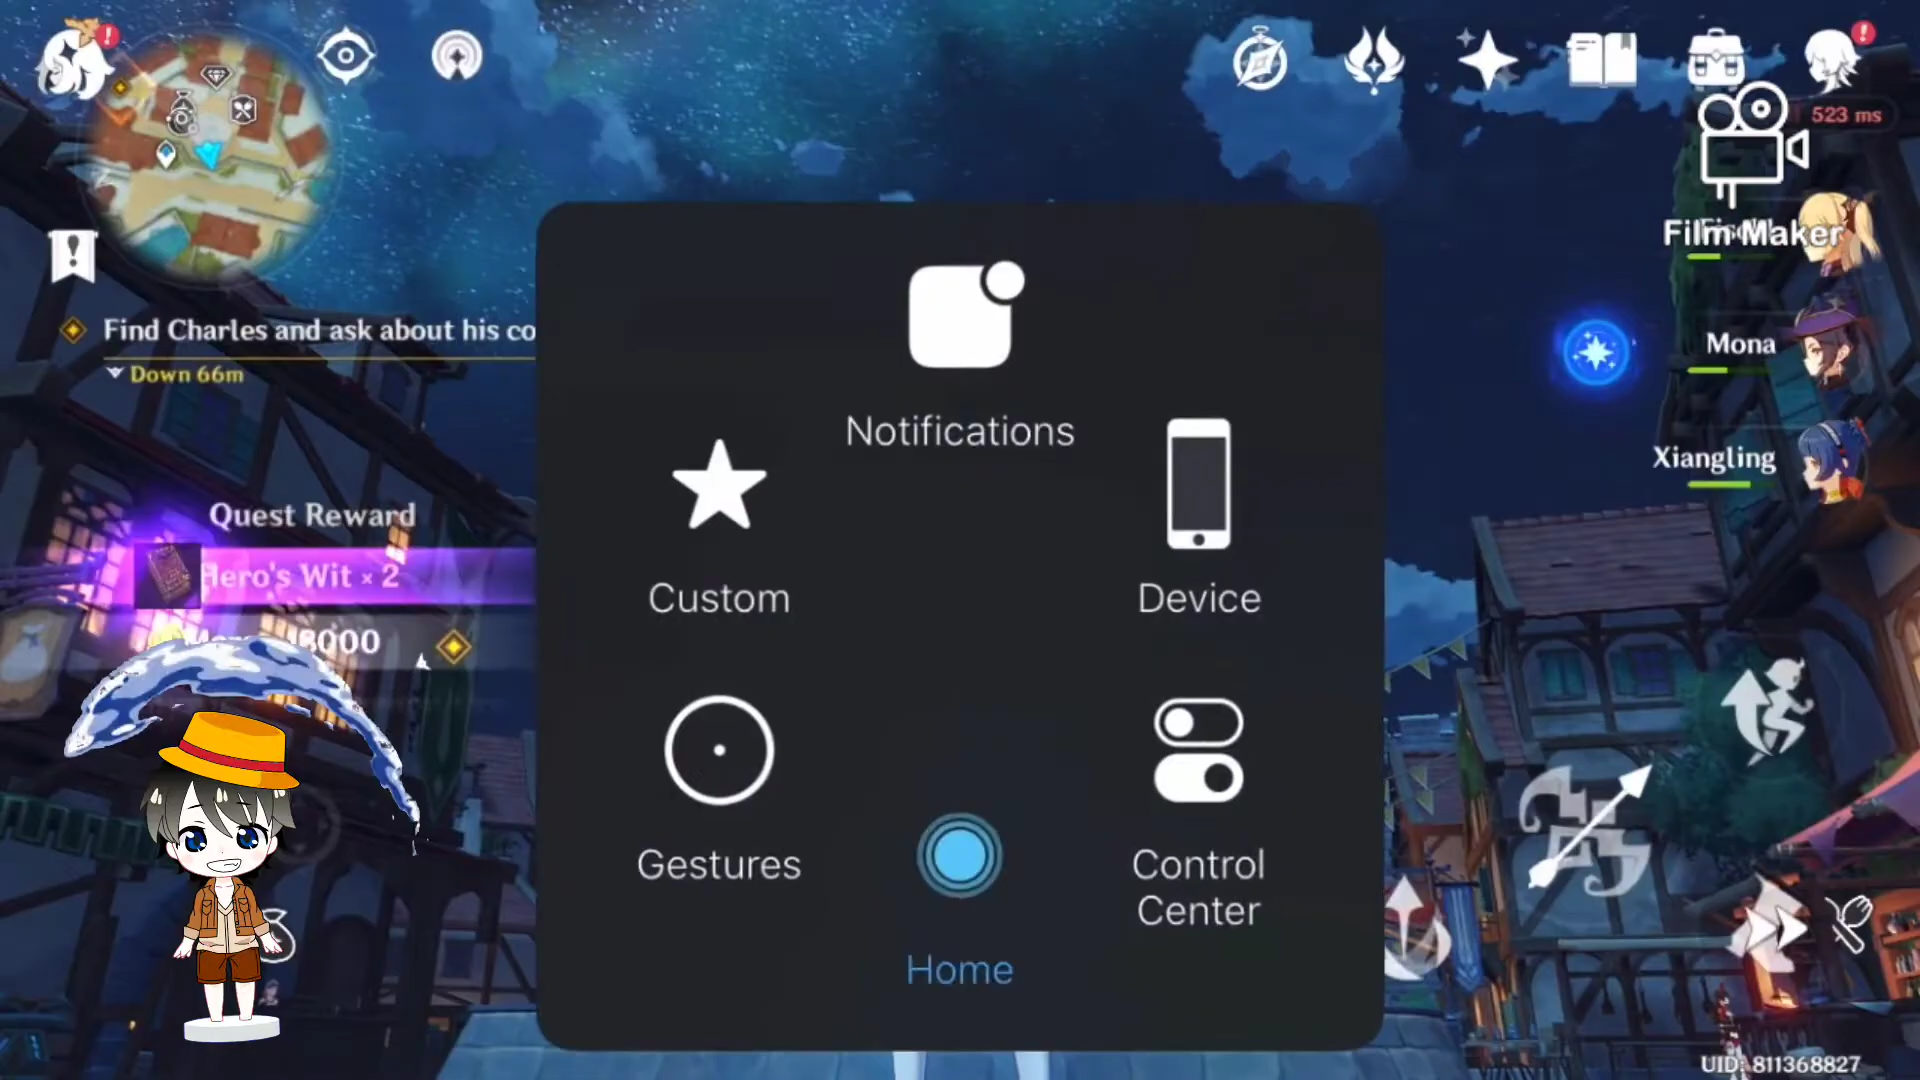 523 ms
Film Maker
Find Charles and ask about his co
Down 66m
Mona
Xiangling
Quest Reward
Hero's Wit × 2
Notifications
Custom
Device
Gestures
Control
Center
Home
UID: 811368827